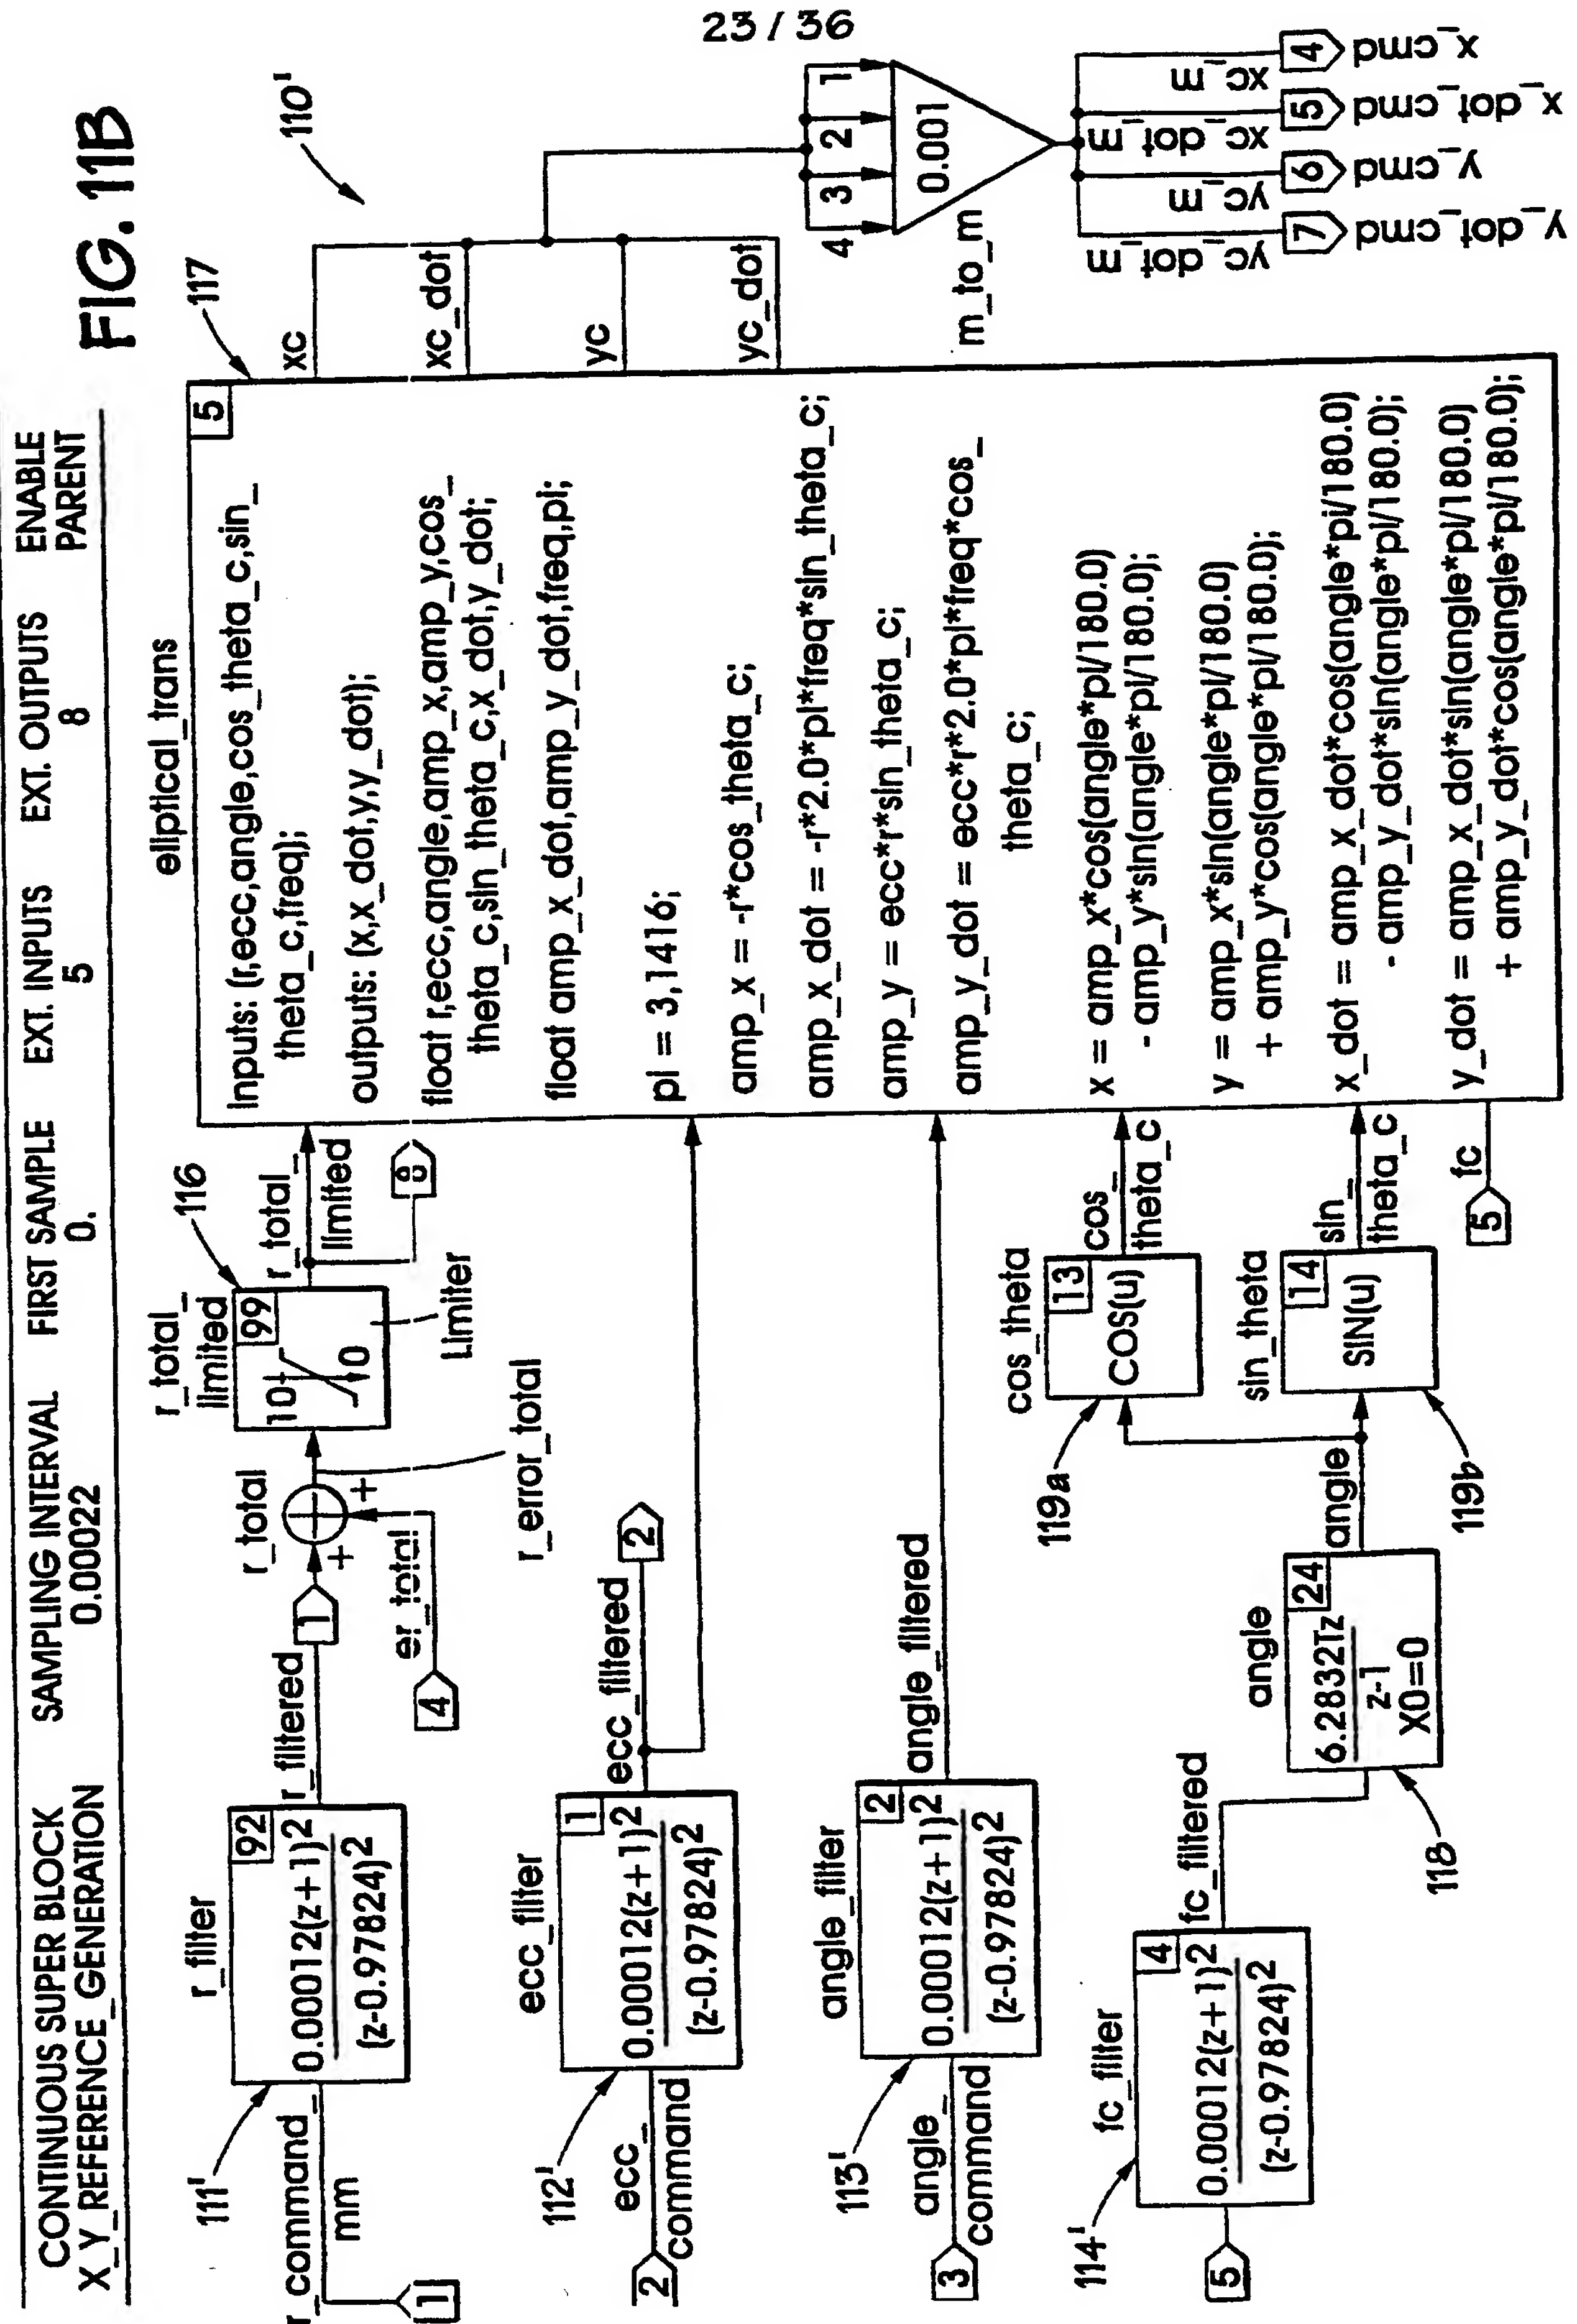 23 / 36
FIG. 11B
CONTINUOUS SUPER BLOCK
X_Y_REFERENCE_GENERATION
SAMPLING INTERVAL
0.00022
FIRST SAMPLE
0.
EXT. INPUTS
5
EXT. OUTPUTS
8
ENABLE
PARENT
110'
r_command_
mm
1
111'
r_filter
92
0.00012(z+1)2
(z-0.97824)2
r_filtered
1
r_total
+
+
er_total
4
r_error_total
r_total_
limited
99
10
0
Limiter
116
r_total_
limited
8
ecc_
command
2
112'
ecc_filter
1
0.00012(z+1)2
(z-0.97824)2
ecc_filtered
2
angle_
command
3
113'
angle_filter
2
0.00012(z+1)2
(z-0.97824)2
angle_filtered
5
114'
fc_filter
4
0.00012(z+1)2
(z-0.97824)2
fc_filtered
angle
24
6.2832Tz
z-1
X0=0
118
angle
cos_theta
13
COS(u)
119a
cos_
theta_c
sin_theta
14
SIN(u)
119b
sin_
theta_c
5
fc
eliptical_trans
117
5
Inputs: (r,ecc,angle,cos_theta_c,sin_
theta_c,freq);
outputs: (x,x_dot,y,y_dot);
float r,ecc,angle,amp_x,amp_y,cos_
theta_c,sin_theta_c,x_dot,y_dot;
float amp_x_dot,amp_y_dot,freq,pi;
pi = 3,1416;
amp_x = -r*cos_theta_c;
amp_x_dot = -r*2.0*pi*freq*sin_theta_c;
amp_y = ecc*r*sin_theta_c;
amp_y_dot = ecc*r*2.0*pi*freq*cos_
theta_c;
x = amp_x*cos(angle*pi/180.0)
- amp_y*sin(angle*pi/180.0);
y = amp_x*sin(angle*pi/180.0)
+ amp_y*cos(angle*pi/180.0);
x_dot = amp_x_dot*cos(angle*pi/180.0)
- amp_y_dot*sin(angle*pi/180.0);
y_dot = amp_x_dot*sin(angle*pi/180.0)
+ amp_y_dot*cos(angle*pi/180.0);
xc
xc_dot
yc
yc_dot
1
2
3
4
0.001
m_to_m
xc_m
4
x_cmd
xc_dot_m
5
x_dot_cmd
yc_m
6
y_cmd
yc_dot_m
7
y_dot_cmd